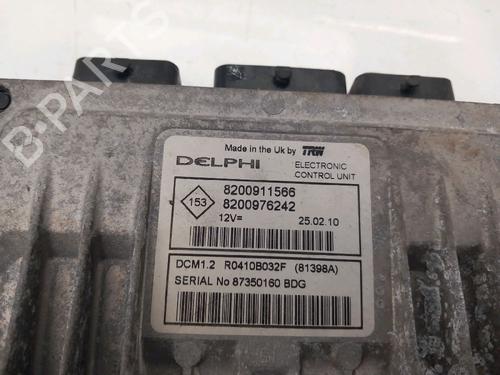 Made in the Uk by TRW
DELPHI
ELECTRONIC
CONTROL UNIT
153
8200911566
8200976242
12V=
25.02.10
DCM1.2 R0410B032F (81398A)
SERIAL No 87350160 BDG
B-PARTS